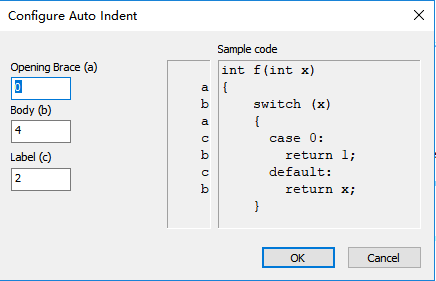 Configure Auto Indent
Opening Brace (a)
0
Body (b)
4
Label (c)
2
a
b
a
c
b
c
b
Sample code
int f(int x)
{
    switch (x)
    {
      case 0:
        return 1;
      default:
        return x;
    }
OK
Cancel